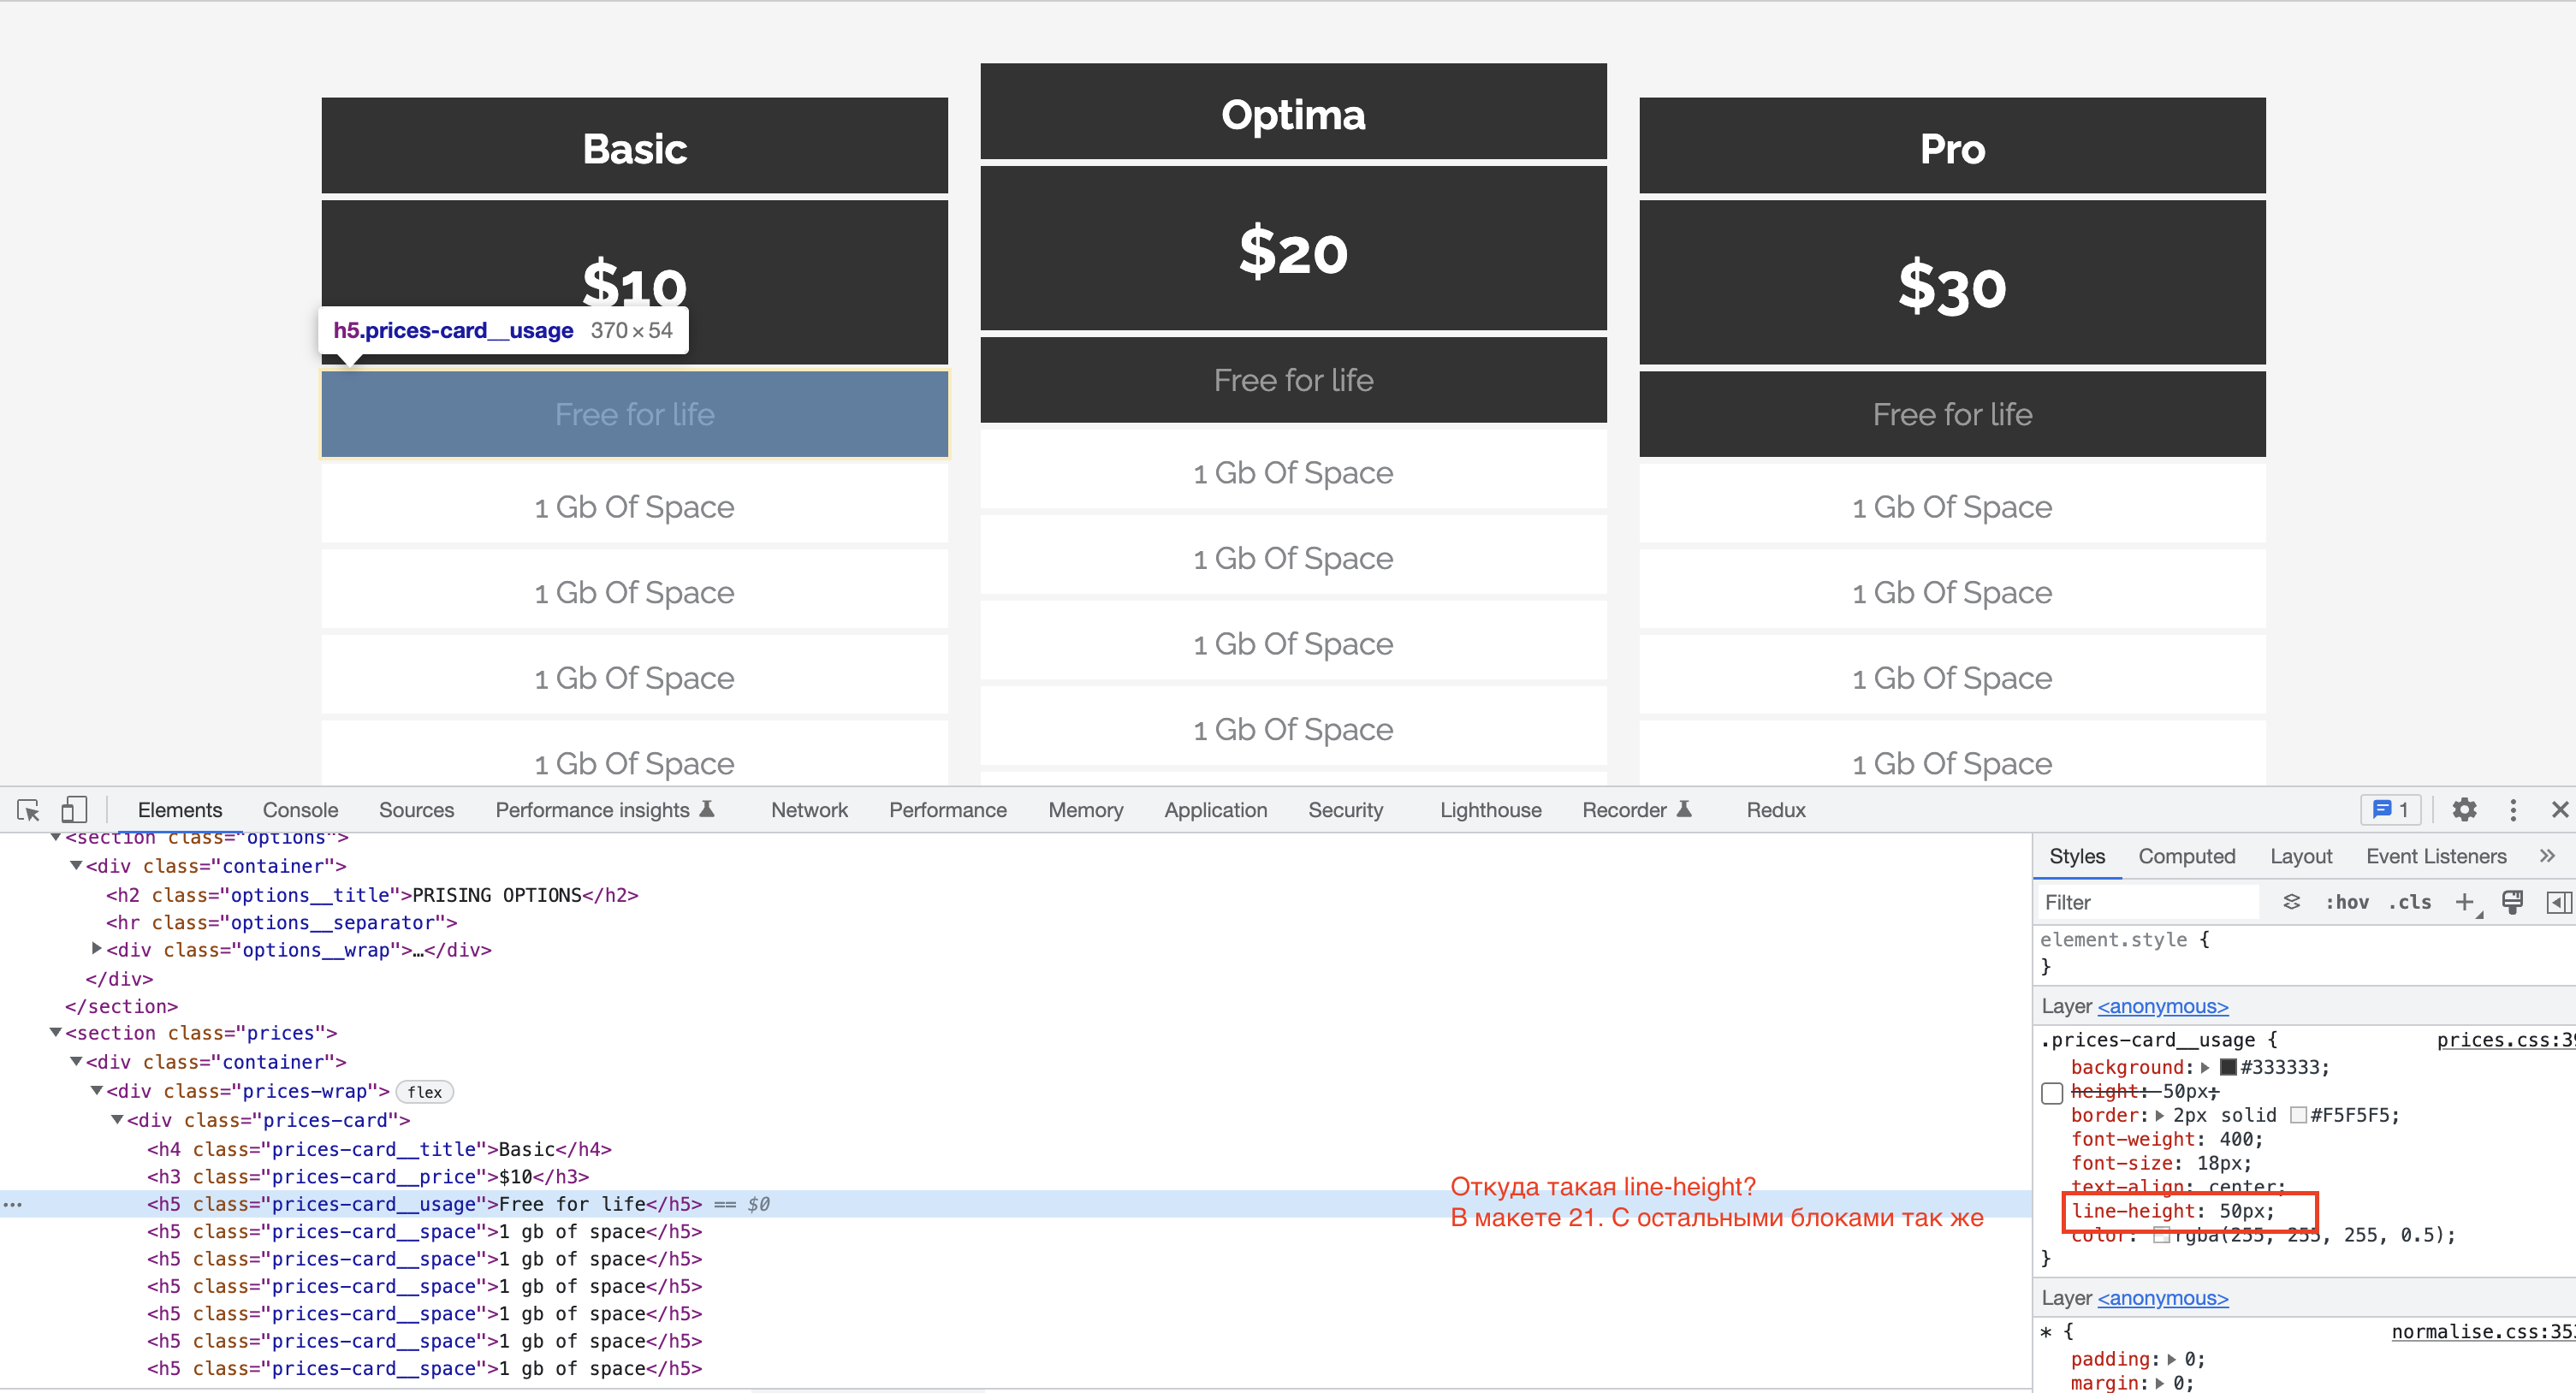 Optima
Basic
Pro
$20
$10
$30
h5.prices-card__usage 370 × 54
Free for life
Free for life
Free for life
1 Gb Of Space
1 Gb Of Space
1 Gb Of Space
1 Gb Of Space
1 Gb Of Space
1 Gb Of Space
1 Gb Of Space
1 Gb Of Space
1 Gb Of Space
1 Gb Of Space
1 Gb Of Space
1 Gb Of Space
Elements Console Sources Performance insights Network Performance Memory Application Security Lighthouse Recorder Redux 1
<section class="options">
<div class="container">
<h2 class="options__title">PRISING OPTIONS</h2>
<hr class="options__separator">
<div class="options__wrap">…</div>
</div>
</section>
<section class="prices">
<div class="container">
<div class="prices-wrap"> flex
<div class="prices-card">
<h4 class="prices-card__title">Basic</h4>
<h3 class="prices-card__price">$10</h3>
<h5 class="prices-card__usage">Free for life</h5> == $0
<h5 class="prices-card__space">1 gb of space</h5>
<h5 class="prices-card__space">1 gb of space</h5>
<h5 class="prices-card__space">1 gb of space</h5>
<h5 class="prices-card__space">1 gb of space</h5>
<h5 class="prices-card__space">1 gb of space</h5>
<h5 class="prices-card__space">1 gb of space</h5>
Откуда такая line-height?
В макете 21. С остальными блоками так же
Styles Computed Layout Event Listeners »
Filter :hov .cls +
element.style {
}
Layer <anonymous>
.prices-card__usage { prices.css:39
background: #333333;
height: 50px;
border: 2px solid #F5F5F5;
font-weight: 400;
font-size: 18px;
text-align: center;
line-height: 50px;
color: rgba(255, 255, 255, 0.5);
}
Layer <anonymous>
* { normalise.css:353
padding: 0;
margin: 0;